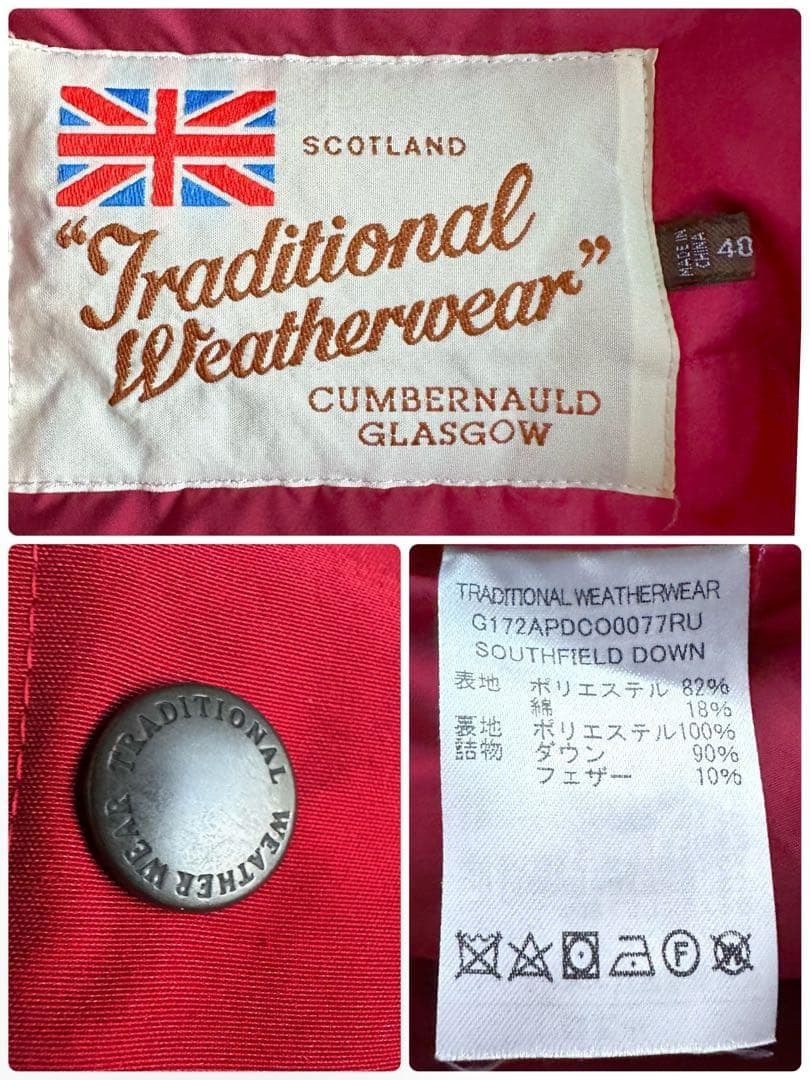 SCOTLAND
"Traditional
Weatherwear"
CUMBERNAULD
GLASGOW
MADE IN
CHINA
40
TRADITIONAL WEATHERWEAR
TRADITIONAL WEATHERWEAR
G172APDCO0077RU
SOUTHFIELD DOWN
表地 ポリエステル 82%
綿 18%
裏地 ポリエステル100%
詰物 ダウン 90%
フェザー 10%
F
W